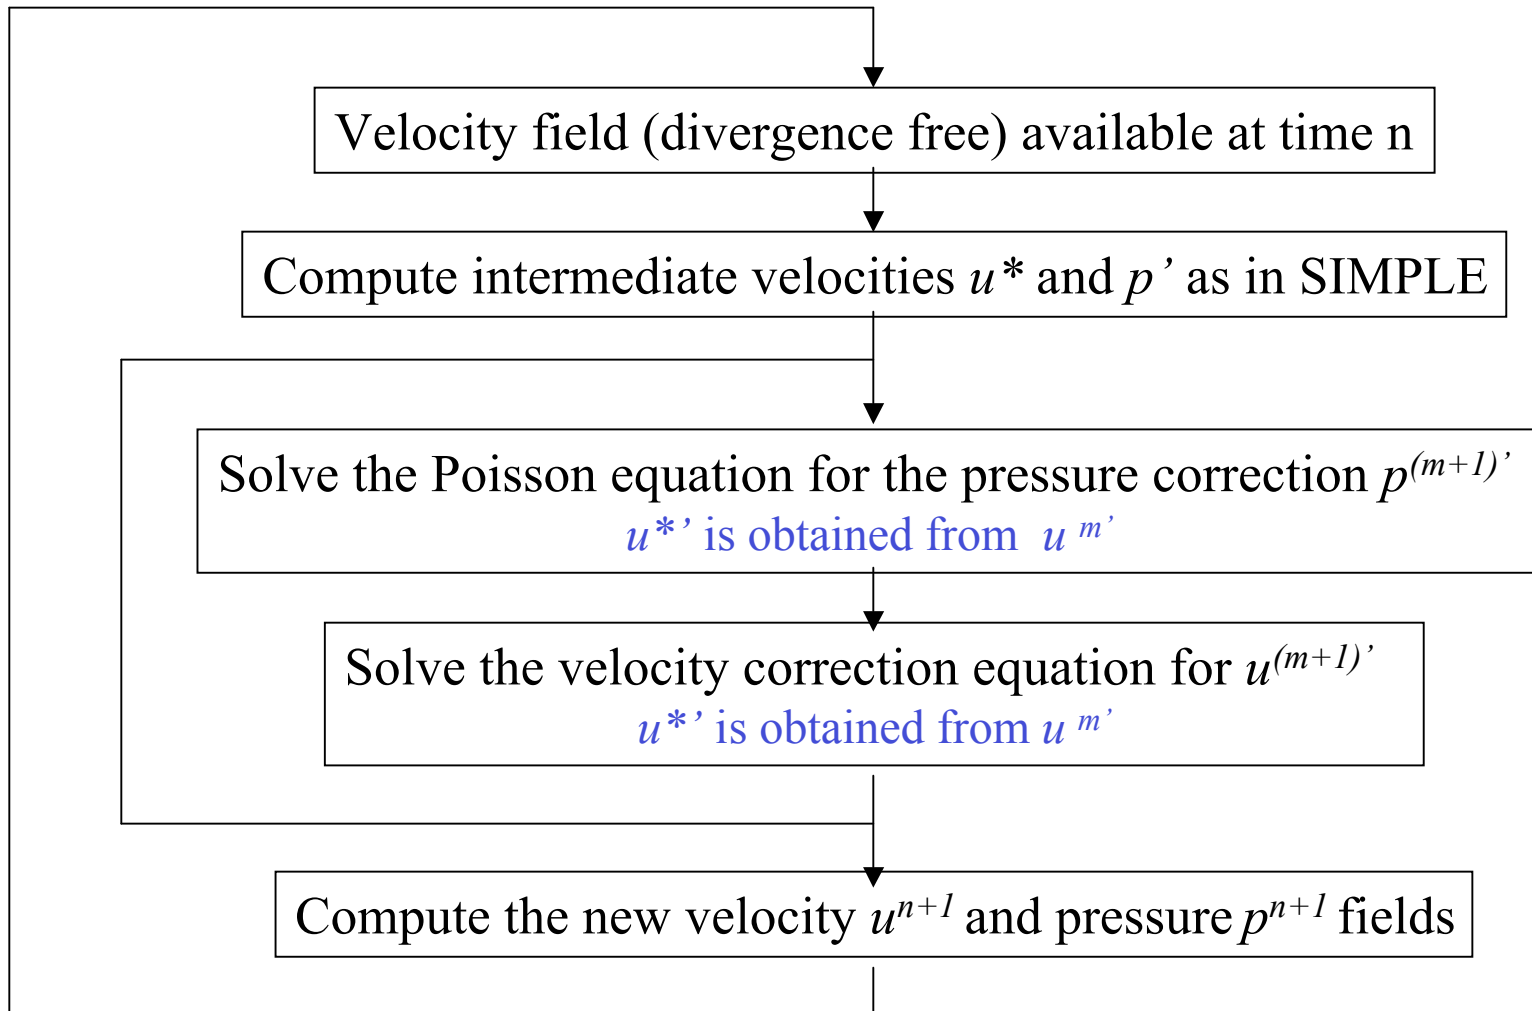 Velocity field (divergence free) available at time n
Compute intermediate velocities u* and p’ as in SIMPLE
Solve the Poisson equation for the pressure correction p^(m+1)’
u*’ is obtained from u^m’
Solve the velocity correction equation for u^(m+1)’
u*’ is obtained from u^m’
Compute the new velocity u^n+1 and pressure p^n+1 fields